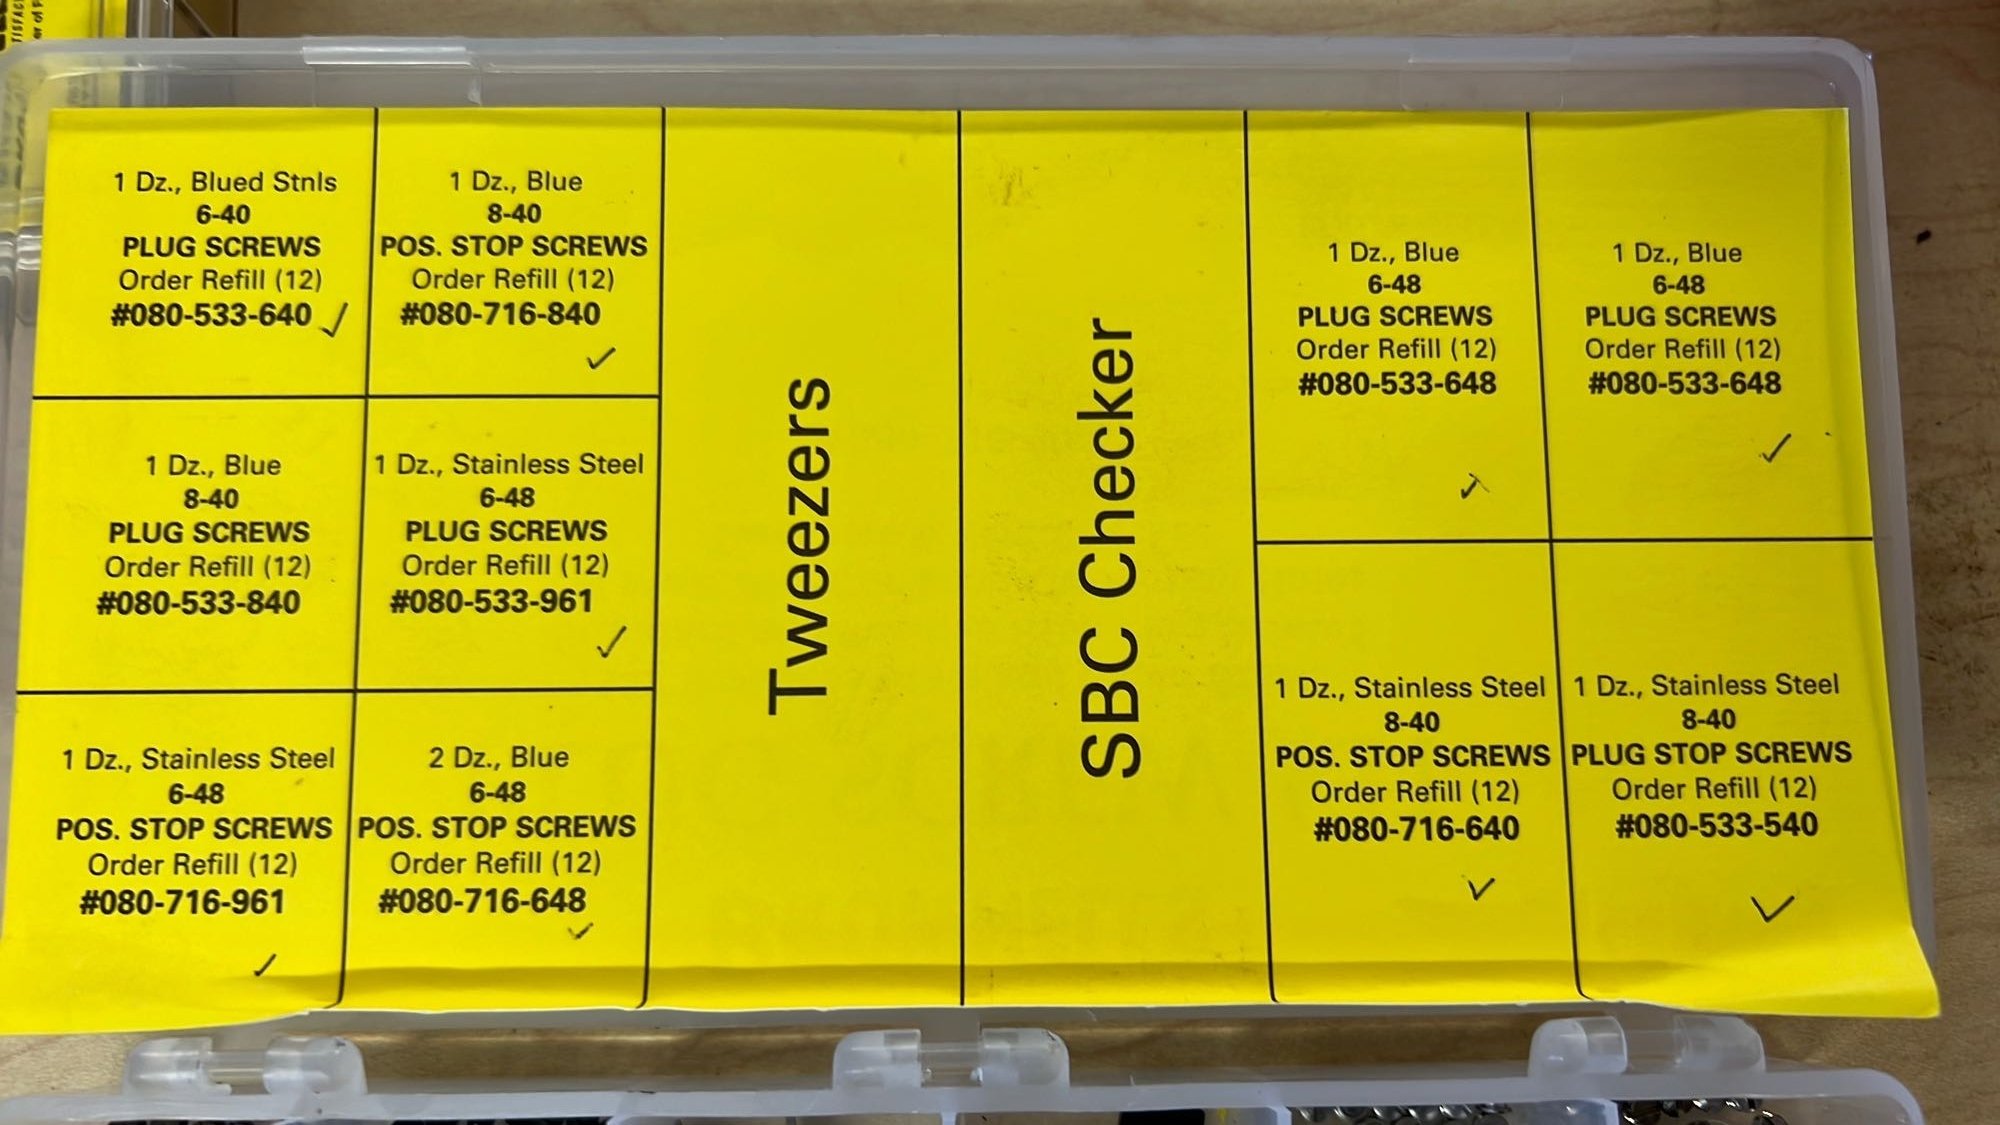 1 Dz., Blued Stnls
6-40
PLUG SCREWS
Order Refill (12)
#080-533-640
1 Dz., Blue
8-40
POS. STOP SCREWS
Order Refill (12)
#080-716-840
1 Dz., Blue
8-40
PLUG SCREWS
Order Refill (12)
#080-533-840
1 Dz., Stainless Steel
6-48
PLUG SCREWS
Order Refill (12)
#080-533-961
1 Dz., Stainless Steel
6-48
POS. STOP SCREWS
Order Refill (12)
#080-716-961
2 Dz., Blue
6-48
POS. STOP SCREWS
Order Refill (12)
#080-716-648
Tweezers
SBC Checker
1 Dz., Blue
6-48
PLUG SCREWS
Order Refill (12)
#080-533-648
1 Dz., Blue
6-48
PLUG SCREWS
Order Refill (12)
#080-533-648
1 Dz., Stainless Steel
8-40
POS. STOP SCREWS
Order Refill (12)
#080-716-640
1 Dz., Stainless Steel
8-40
PLUG STOP SCREWS
Order Refill (12)
#080-533-540